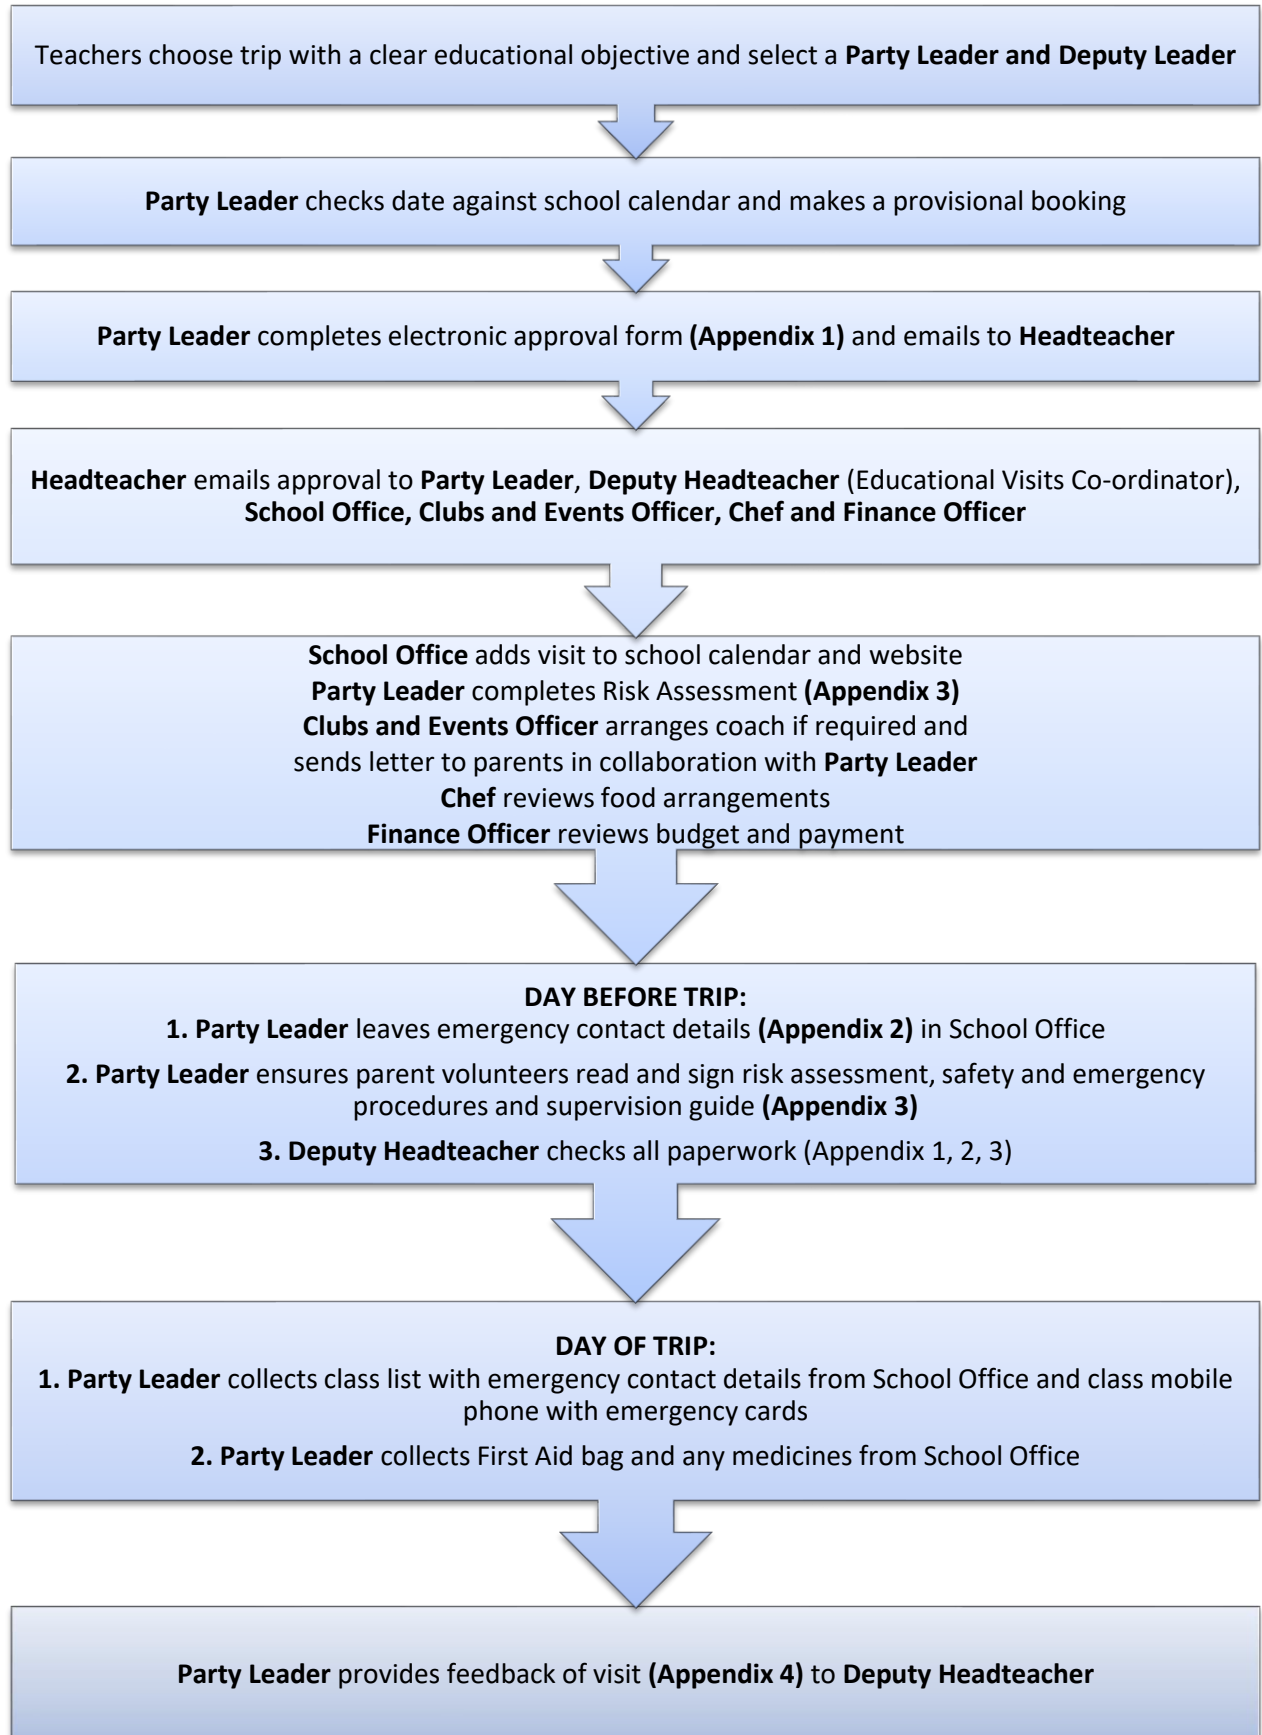 Teachers choose trip with a clear educational objective and select a Party Leader and Deputy Leader
Party Leader checks date against school calendar and makes a provisional booking
Party Leader completes electronic approval form (Appendix 1) and emails to Headteacher
Headteacher emails approval to Party Leader, Deputy Headteacher (Educational Visits Co-ordinator),
School Office, Clubs and Events Officer, Chef and Finance Officer
School Office adds visit to school calendar and website
Party Leader completes Risk Assessment (Appendix 3)
Clubs and Events Officer arranges coach if required and
sends letter to parents in collaboration with Party Leader
Chef reviews food arrangements
Finance Officer reviews budget and payment
DAY BEFORE TRIP:
1. Party Leader leaves emergency contact details (Appendix 2) in School Office
2. Party Leader ensures parent volunteers read and sign risk assessment, safety and emergency
procedures and supervision guide (Appendix 3)
3. Deputy Headteacher checks all paperwork (Appendix 1, 2, 3)
DAY OF TRIP:
1. Party Leader collects class list with emergency contact details from School Office and class mobile
phone with emergency cards
2. Party Leader collects First Aid bag and any medicines from School Office
Party Leader provides feedback of visit (Appendix 4) to Deputy Headteacher